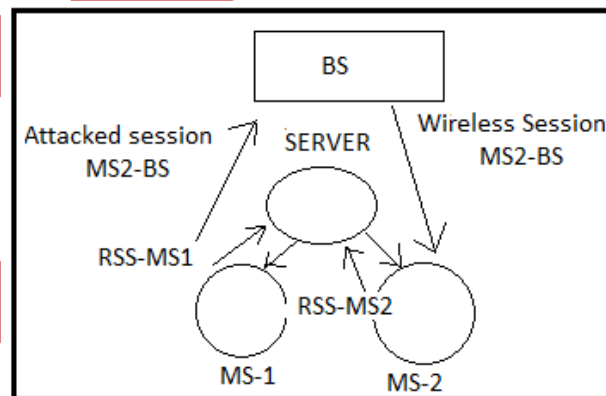 BS
Attacked session
MS2-BS
Wireless Session
MS2-BS
SERVER
RSS-MS1
RSS-MS2
MS-1
MS-2